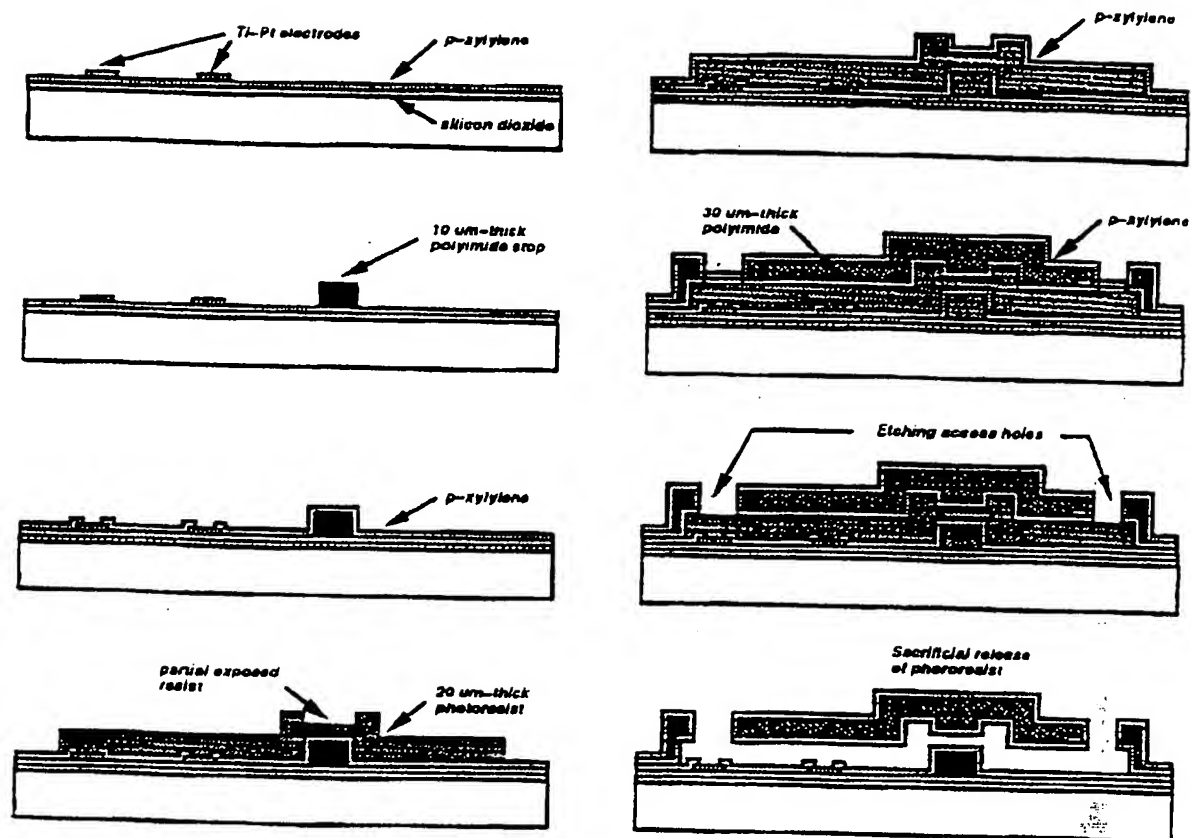 Ti-Pt electrodes
p-xylylene
silicon dioxide
10 um-thick
polyimide stop
p-xylylene
partial exposed
resist
20 um-thick
photoresist
p-xylylene
30 um-thick
polyimide
p-xylylene
Etching access holes
Sacrificial release
of phororesist